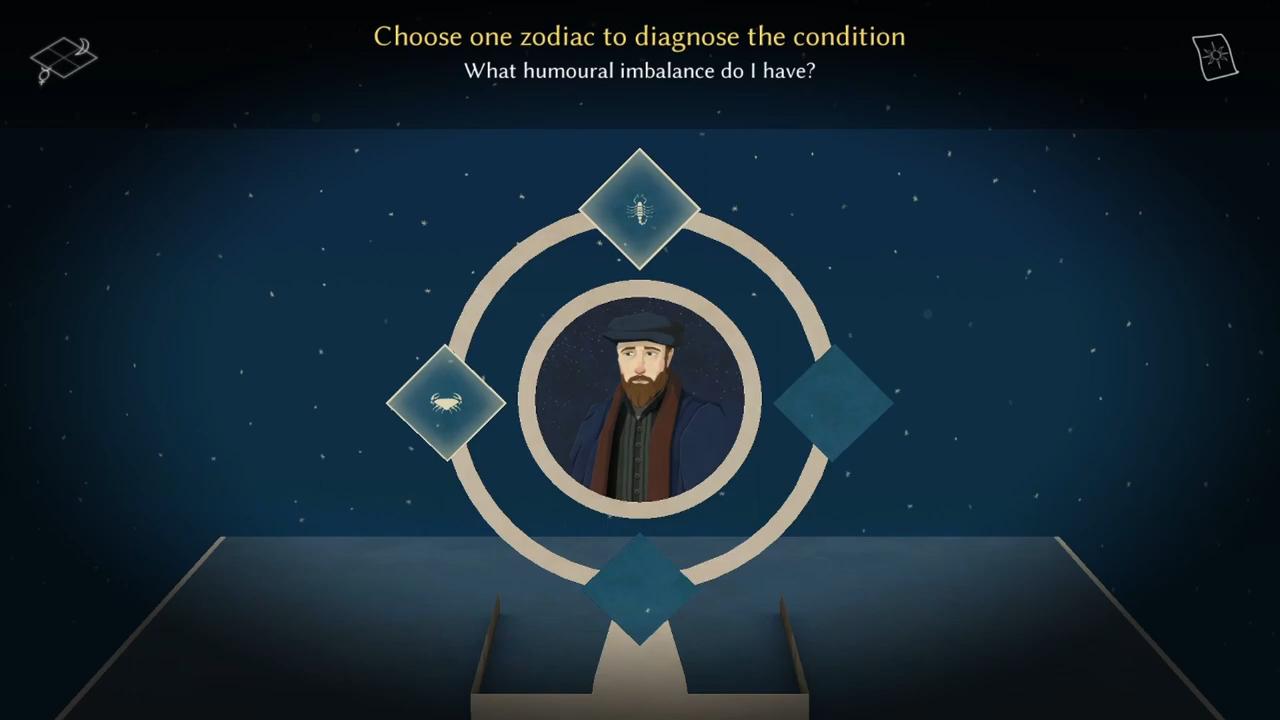 Choose one zodiac to diagnose the condition
What humoural imbalance do I have?